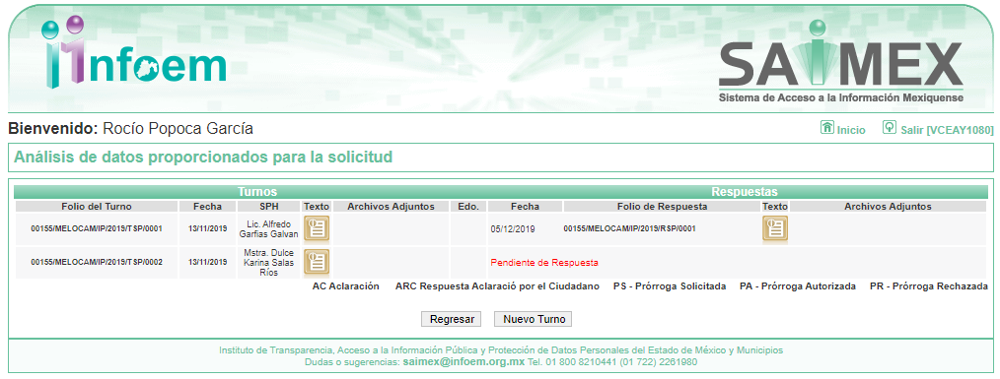 infoem
SAIMEX
Sistema de Acceso a la Información Mexiquense
Bienvenido: Rocío Popoca García
Inicio Salir [VCEAY1080]
Análisis de datos proporcionados para la solicitud
Turnos Respuestas
Folio del Turno Fecha SPH Texto Archivos Adjuntos Edo. Fecha Folio de Respuesta Texto Archivos Adjuntos
00155/MELOCAM/IP/2019/TSP/0001 13/11/2019 Lic. Alfredo Garfias Galvan 05/12/2019 00155/MELOCAM/IP/2019/RSP/0001
00155/MELOCAM/IP/2019/TSP/0002 13/11/2019 Mstra. Dulce Karina Salas Ríos Pendiente de Respuesta
AC Aclaración ARC Respuesta Aclaració por el Ciudadano PS - Prórroga Solicitada PA - Prórroga Autorizada PR - Prórroga Rechazada
Regresar Nuevo Turno
Instituto de Transparencia, Acceso a la Información Pública y Protección de Datos Personales del Estado de México y Municipios
Dudas o sugerencias: saimex@infoem.org.mx Tel. 01 800 8210441 (01 722) 2261980